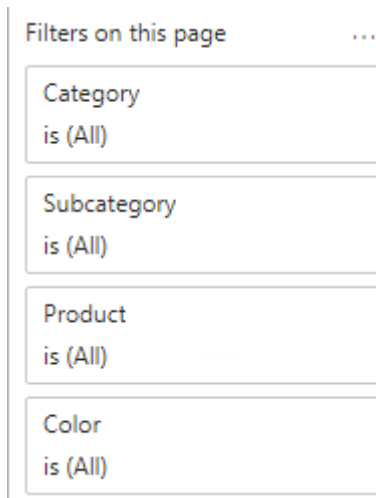 Filters on this page ...
Category
is (All)
Subcategory
is (All)
Product
is (All)
Color
is (All)